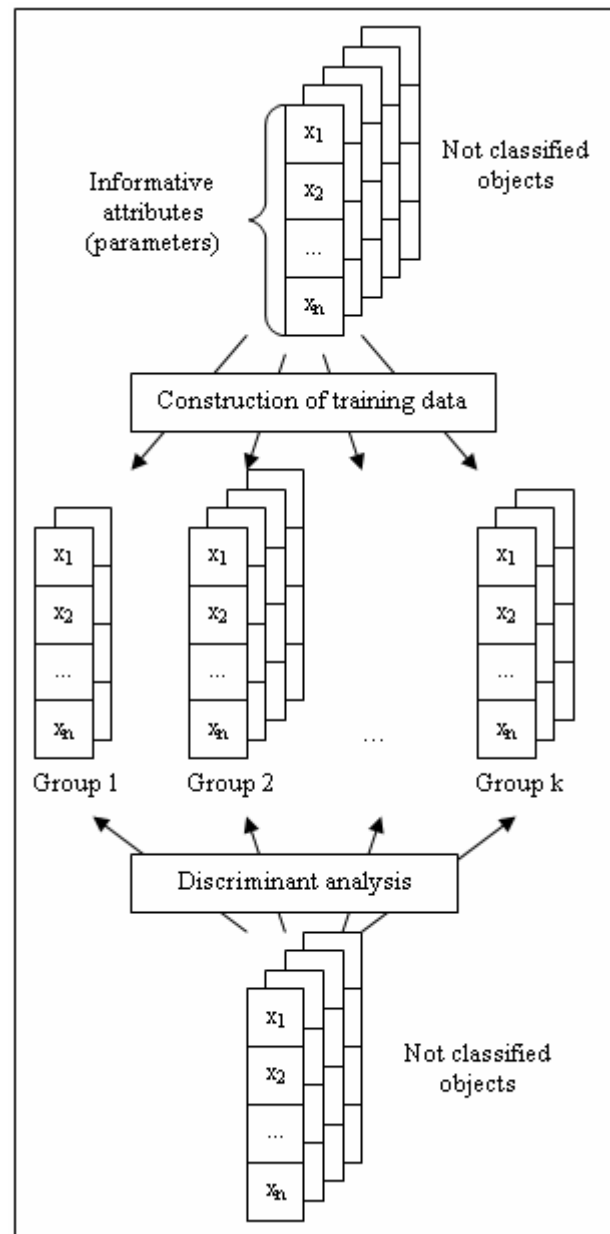 x1
x2
...
xn
Not classified
objects
Informative
attributes
(parameters)
Construction of training data
x1
x2
...
xn
Group 1
x1
x2
...
xn
Group 2
...
x1
x2
...
xn
Group k
Discriminant analysis
x1
x2
...
xn
Not classified
objects